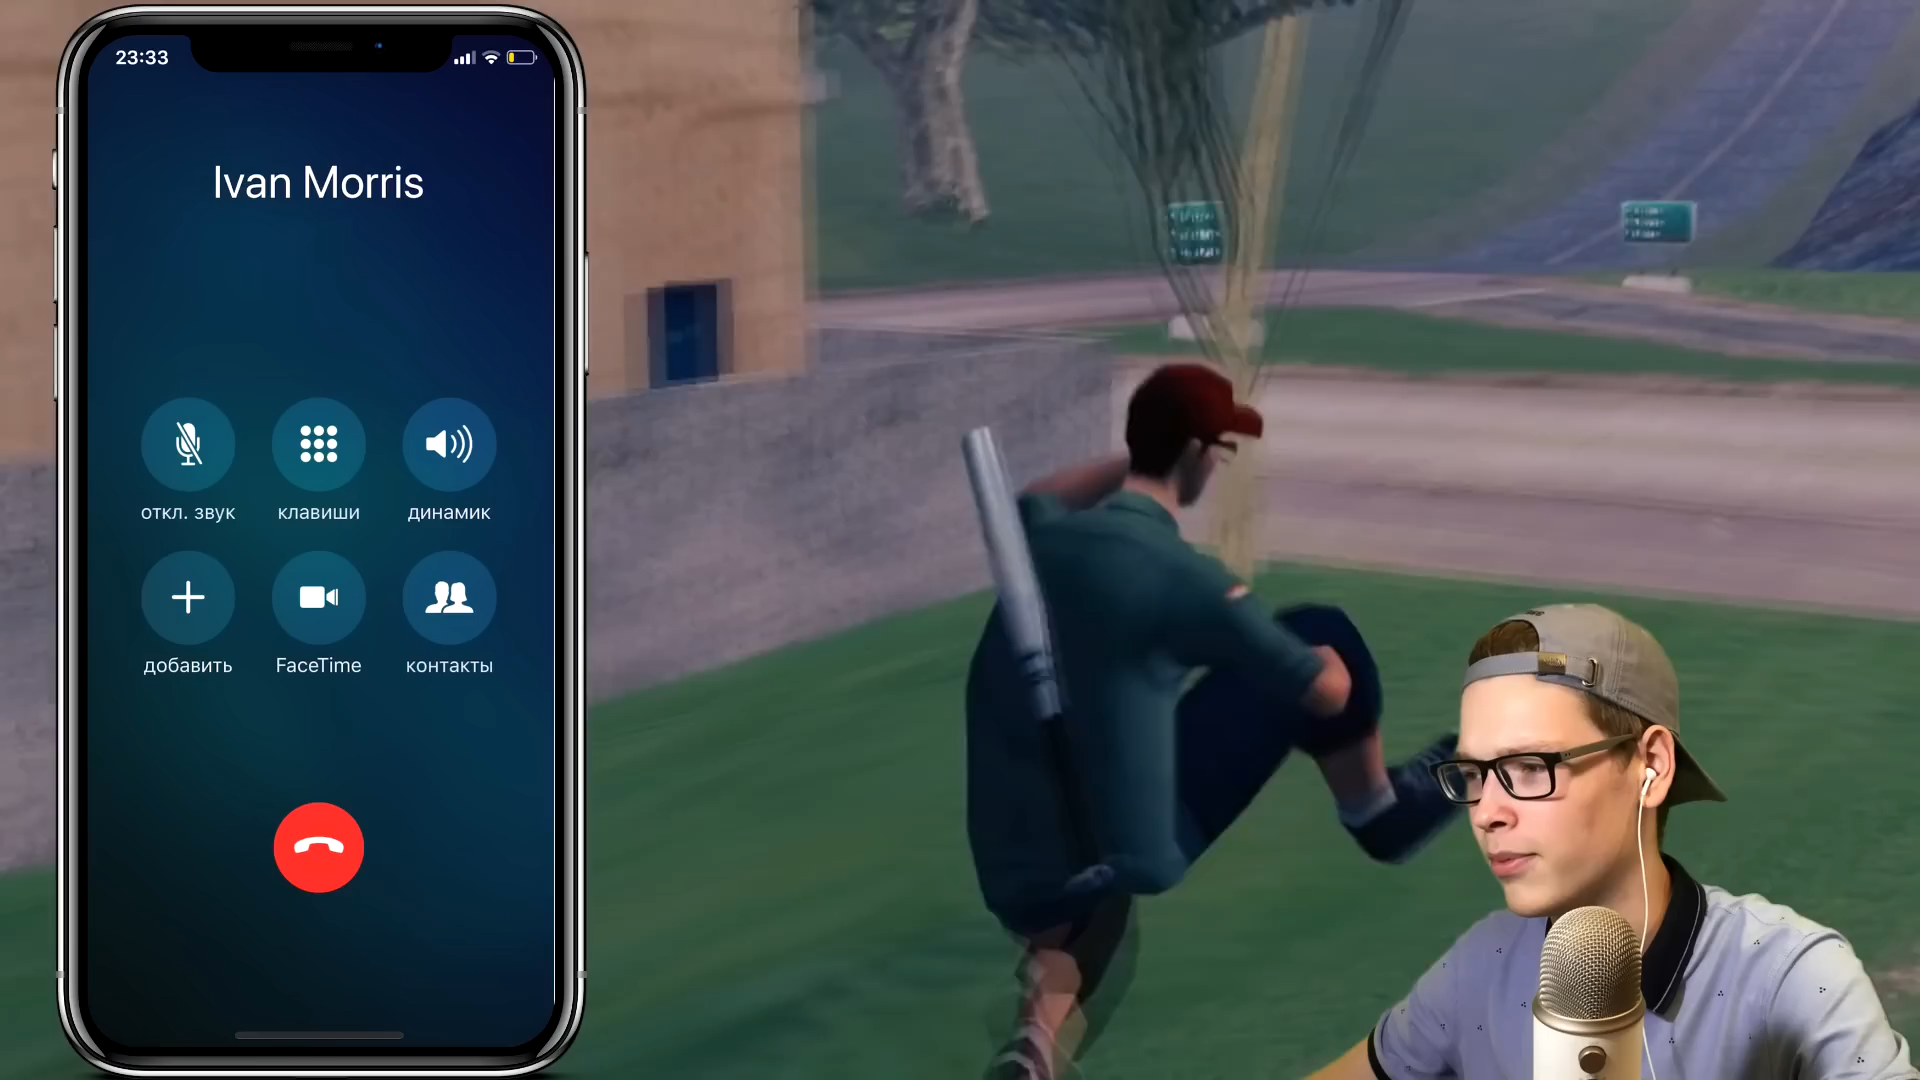 23:33
Ivan Morris
откл. звук
клавиши
динамик
добавить
FaceTime
контакты